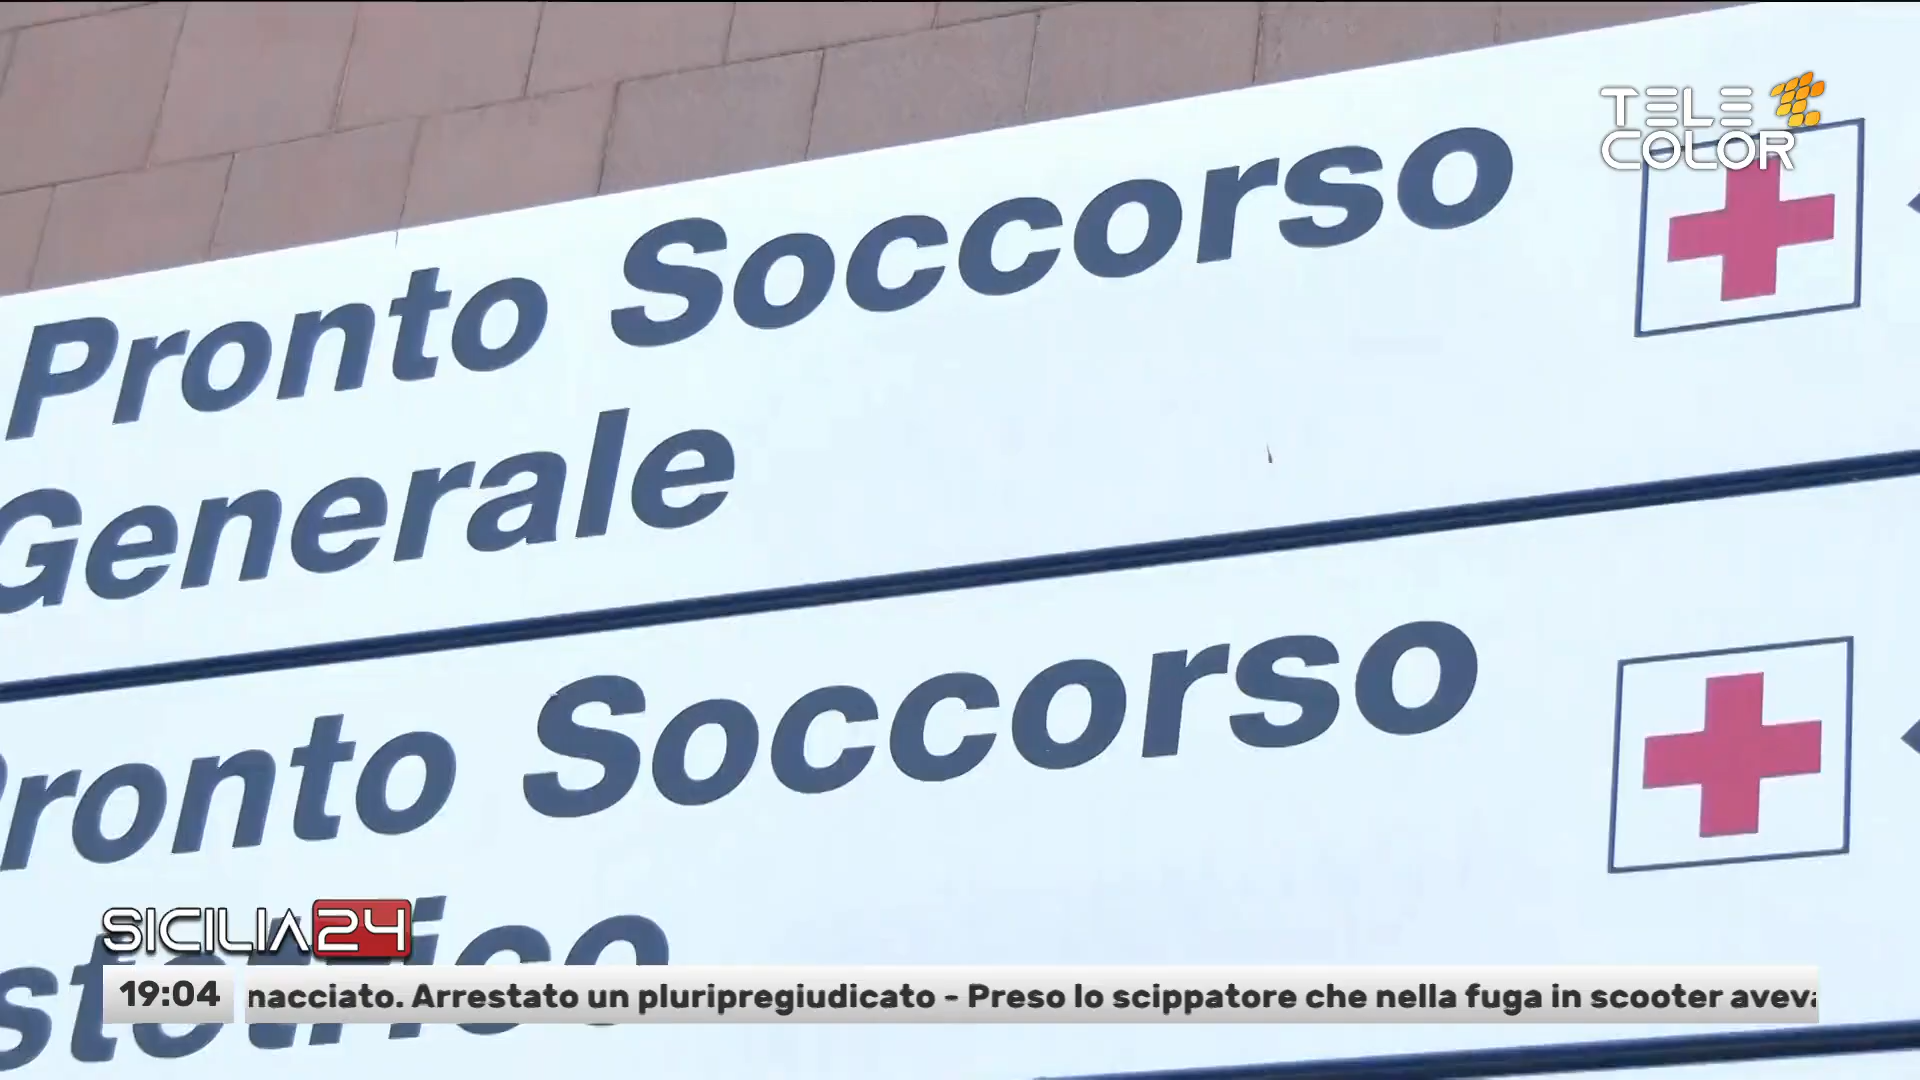 TELE
COLOR
Pronto Soccorso
Generale
Pronto Soccorso
SICILIA24
19:04 nacciato. Arrestato un pluripregiudicato - Preso lo scippatore che nella fuga in scooter aveva